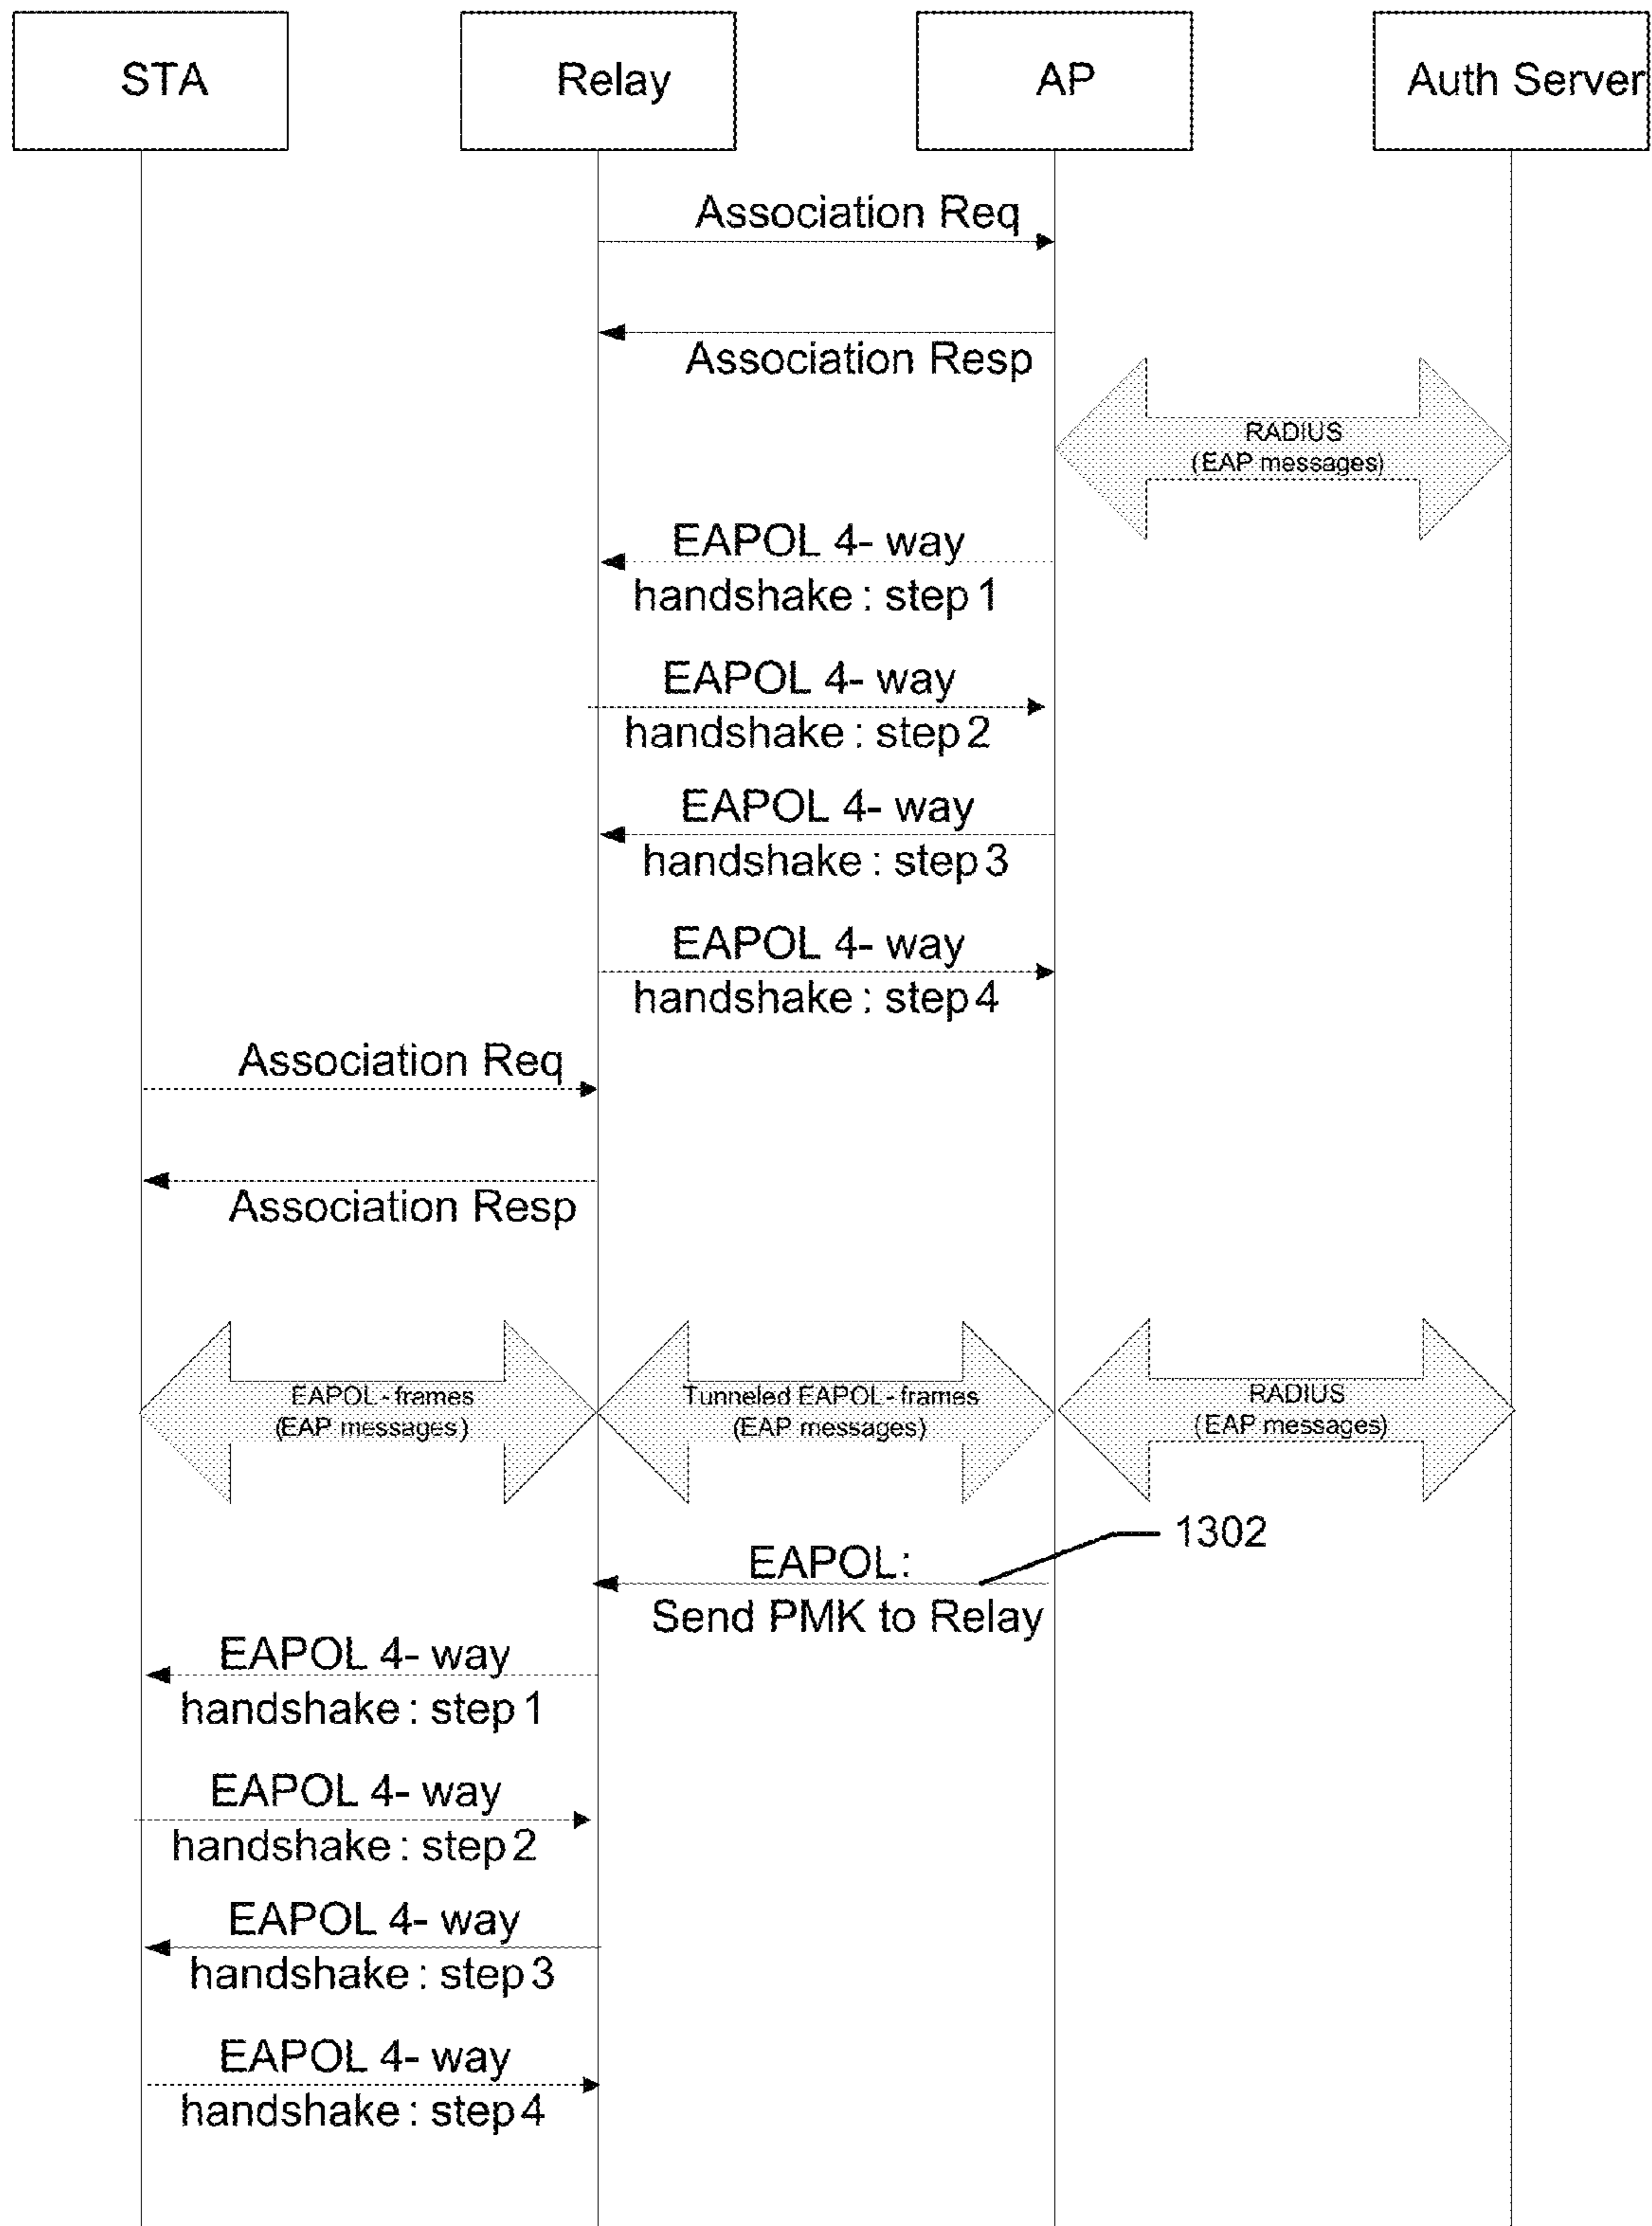 STA
Relay
AP
Auth Server
Association Req
Association Resp
RADIUS
(EAP messages)
EAPOL 4- way
handshake : step 1
EAPOL 4- way
handshake : step 2
EAPOL 4- way
handshake : step 3
EAPOL 4- way
handshake : step 4
Association Req
Association Resp
EAPOL - frames
(EAP messages)
Tunneled EAPOL - frames
(EAP messages)
RADIUS
(EAP messages)
1302
EAPOL:
Send PMK to Relay
EAPOL 4- way
handshake : step 1
EAPOL 4- way
handshake : step 2
EAPOL 4- way
handshake : step 3
EAPOL 4- way
handshake : step 4